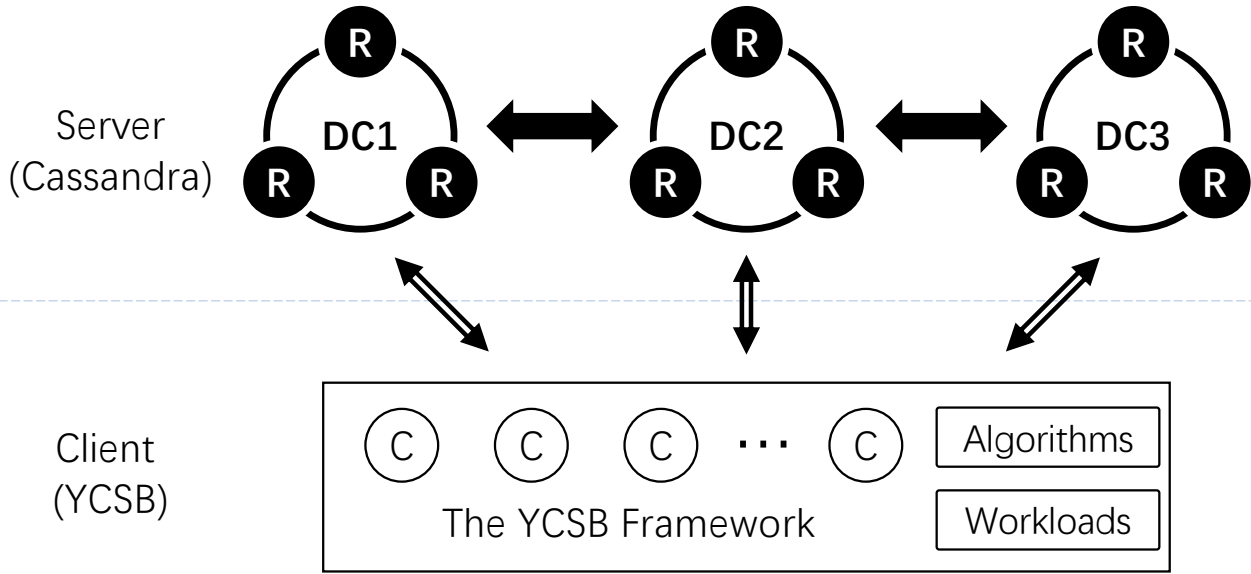 R R R
Server
(Cassandra)
DC1 DC2 DC3
R R R R R R
Client
(YCSB)
C C C ··· C
Algorithms
The YCSB Framework
Workloads